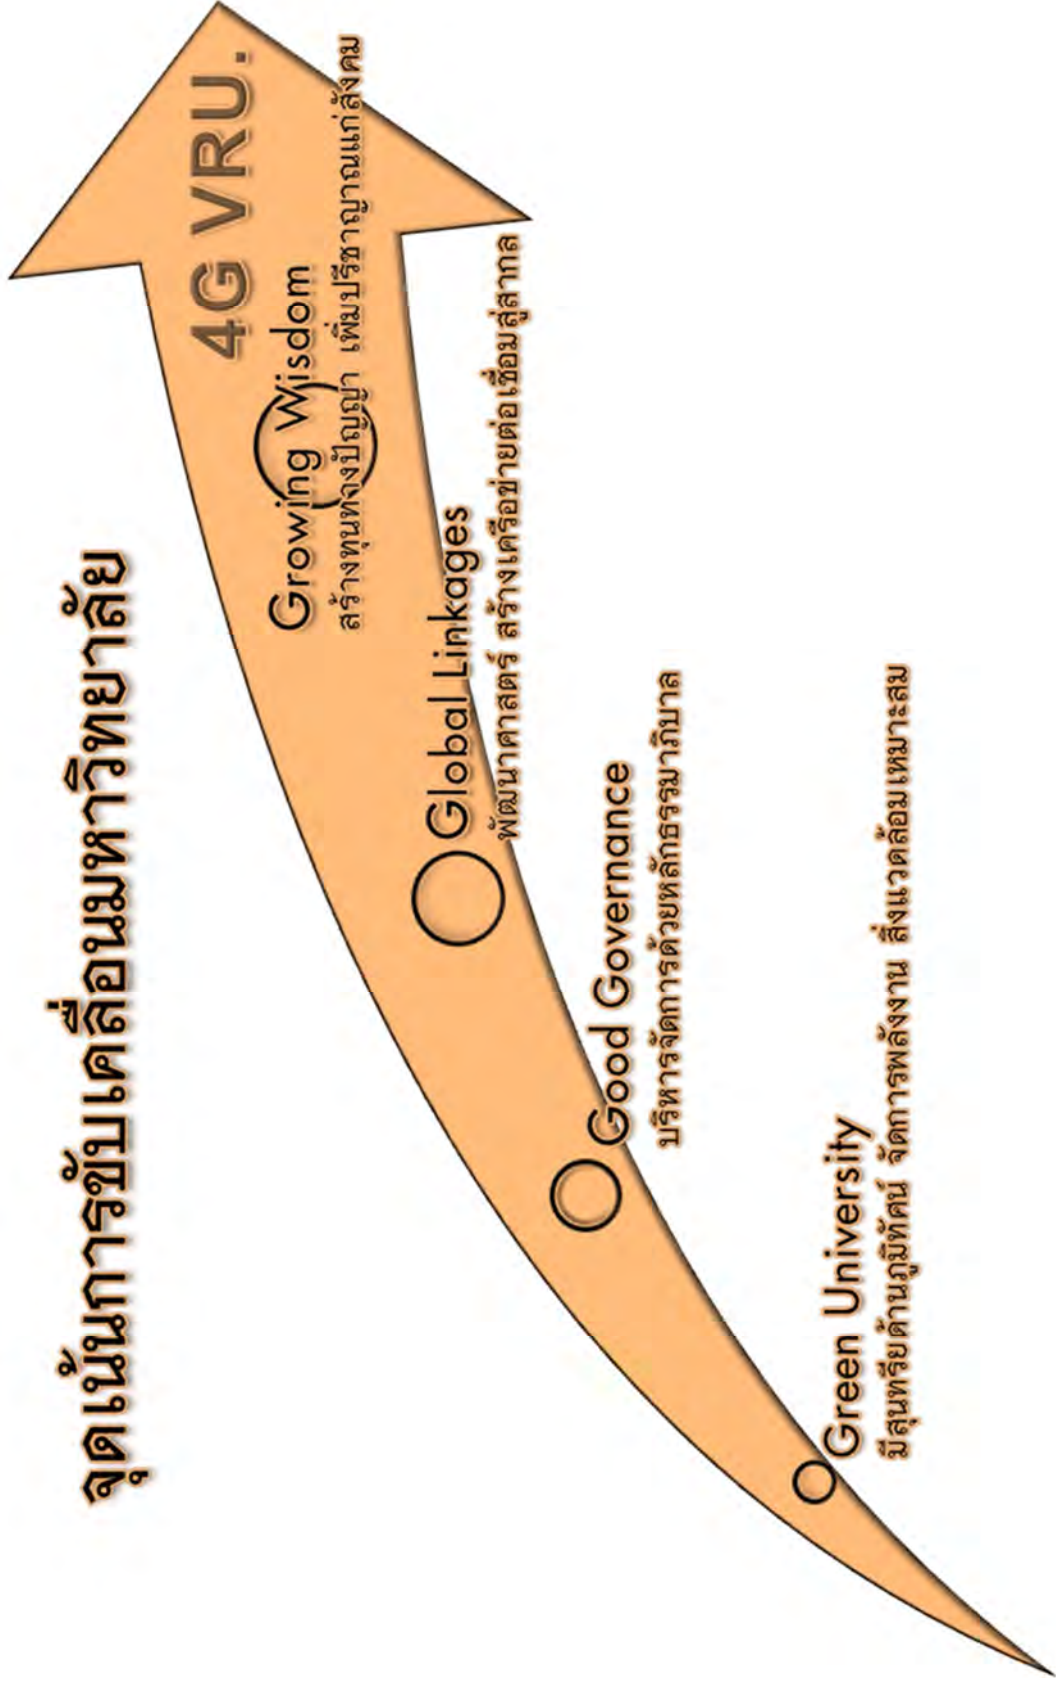 จุดเน้นการขับเคลื่อนมหาวิทยาลัย
4G VRU.
Growing Wisdom
สร้างทุนทางปัญญา เพิ่มปรีชาญาณแก่สังคม
Global Linkages
พัฒนาศาสตร์ สร้างเครือข่ายต่อเชื่อมสู่สากล
Good Governance
บริหารจัดการด้วยหลักธรรมาภิบาล
Green University
มีสุนทรียด้านภูมิทัศน์ จัดการพลังงาน สิ่งแวดล้อมเหมาะสม